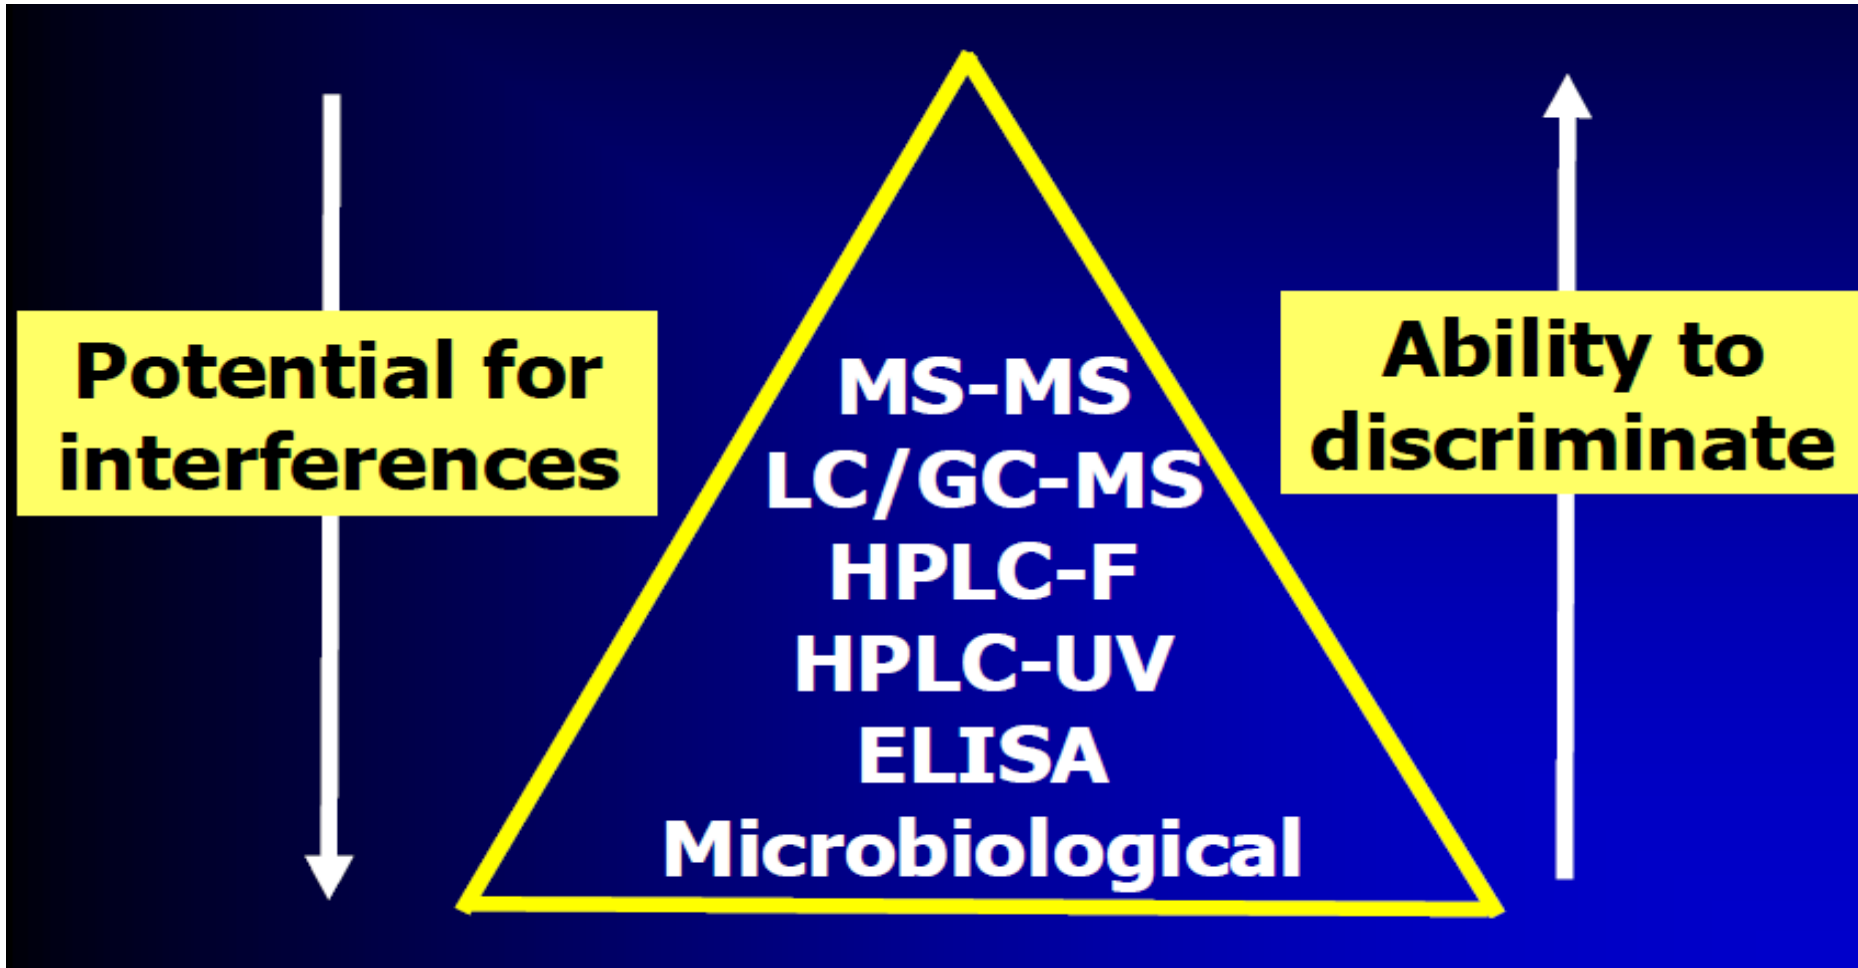 Potential for
interferences
MS-MS
LC/GC-MS
HPLC-F
HPLC-UV
ELISA
Microbiological
Ability to
discriminate